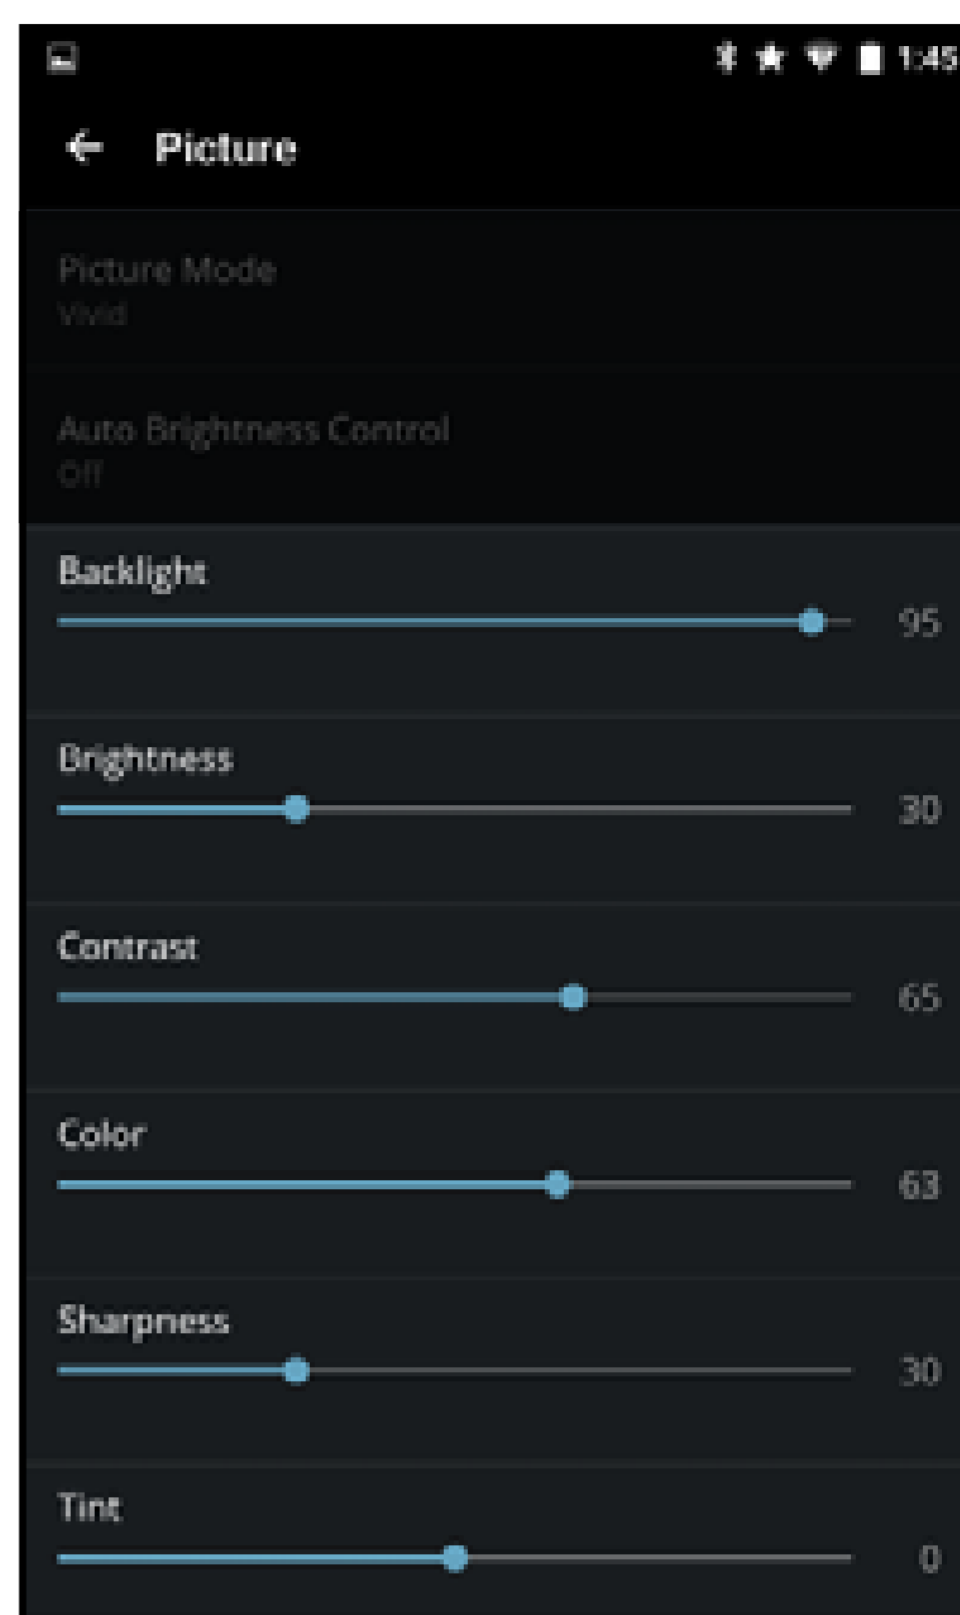 1:45
Picture
Picture Mode
Vivid
Auto Brightness Control
Off
Backlight
95
Brightness
30
Contrast
65
Color
63
Sharpness
30
Tint
0